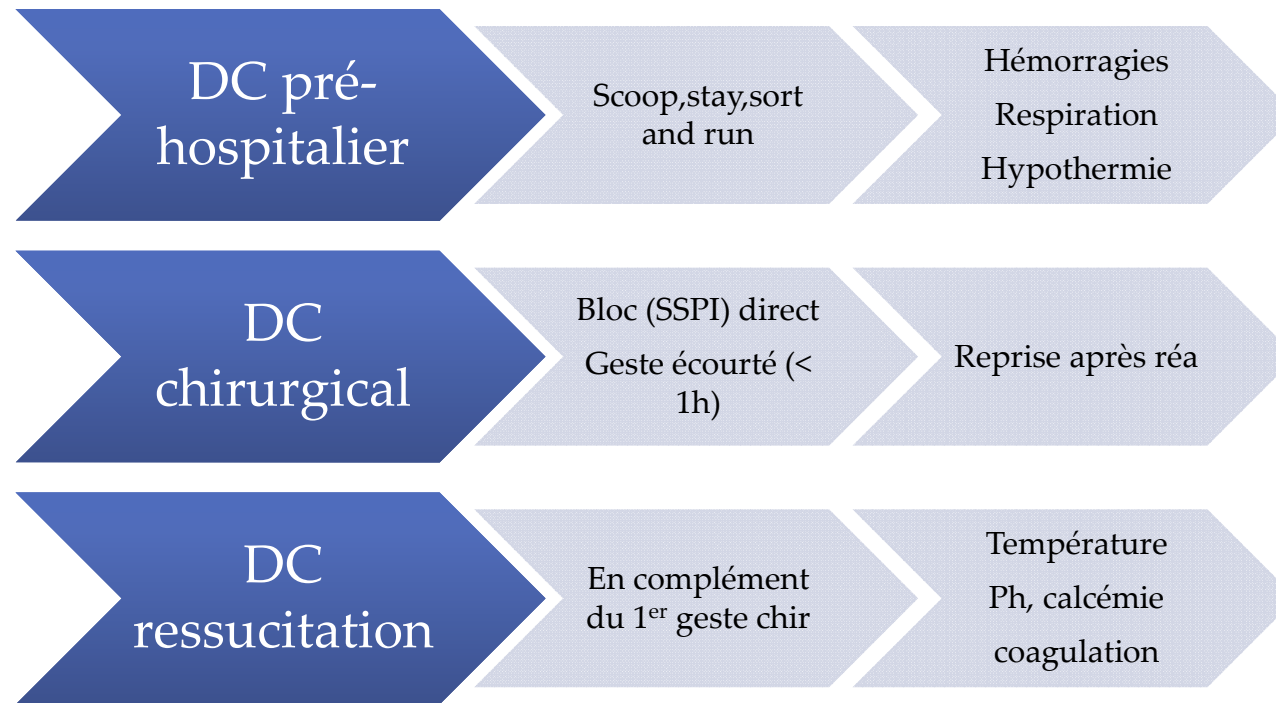 DC pré-
hospitalier
Scoop,stay,sort
and run
Hémorragies
Respiration
Hypothermie
DC
chirurgical
Bloc (SSPI) direct
Geste écourté (<
1h)
Reprise après réa
DC
ressucitation
En complément
du 1er geste chir
Température
Ph, calcémie
coagulation